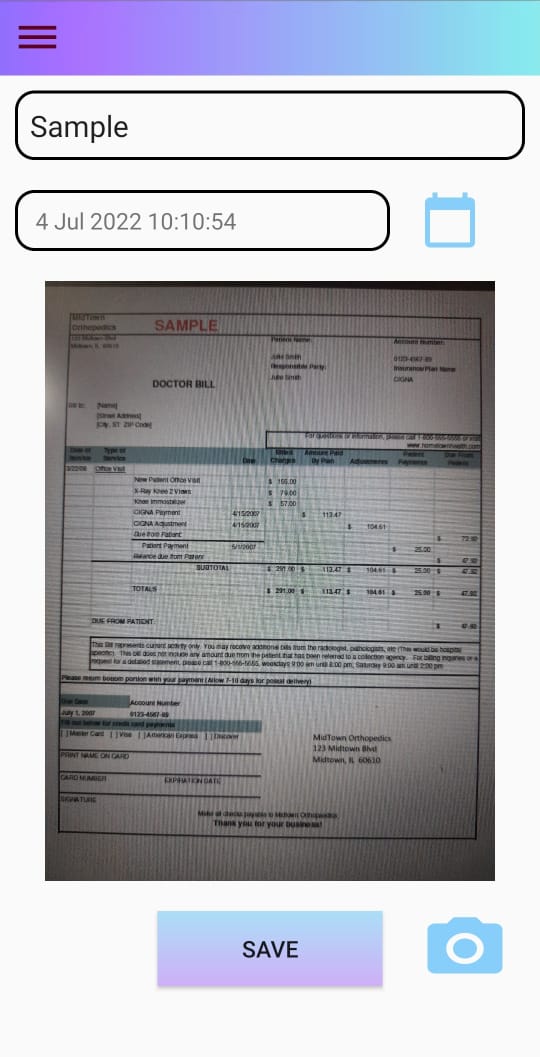 Sample
4 Jul 2022 10:10:54
MidTown
Orthopedics
SAMPLE
123 Midtown Blvd
Midtown, IL 60610
Patient Name:
Account Number:
Julie Smith
0123-4567-89
Responsible Party:
Insurance Plan Name
Julie Smith
CIGNA
DOCTOR BILL
Bill to: [Name]
[Street Address]
[City, ST ZIP Code]
For questions or information, please call 1-800-555-5555 or visit
Date of Service Type of Service Date Billed Charges Amount Paid By Plan Adjustments Patient Payments Due From Patient
Office Visit
New Patient Office Visit $ 155.00
X-Ray Knee 2 Views $ 79.00
Knee Immobilizer $ 57.00
CIGNA Payment 4/15/2007 $ 113.47
CIGNA Adjustment 4/15/2007 $ 104.61
Due from Patient $
Patient Payment 5/1/2007 $ 25.00
Balance due from Patient $ 47.92
SUBTOTAL $ 291.00 $ 113.47 $ 104.61 $ 25.00 $ 47.92
TOTALS $ 291.00 $ 113.47 $ 104.61 $ 25.00 $ 47.92
DUE FROM PATIENT: $ 47.92
This Bill represents current activity only. You may receive additional bills from the radiologist, pathologists, etc (This would be hospital
specific). This bill does not include any amount due from the patient that has been referred to a collection agency. For billing inquiries or a
request for a detailed statement, please call 1-800-555-5555, weekdays 9:00 am until 8:00 pm, Saturday 9:00 am until 2:00 pm
Please return bottom portion with your payment (Allow 7-10 days for postal delivery)
Due Date Account Number
July 1, 2007 0123-4567-89
Fill out below for credit card payments
[ ] Master Card [ ] Visa [ ] American Express [ ] Discover
MidTown Orthopedics
123 Midtown Blvd
Midtown, IL 60610
PRINT NAME ON CARD
CARD NUMBER EXPIRATION DATE
SIGNATURE
Make all checks payable to Midtown Orthopedics
Thank you for your business!
SAVE